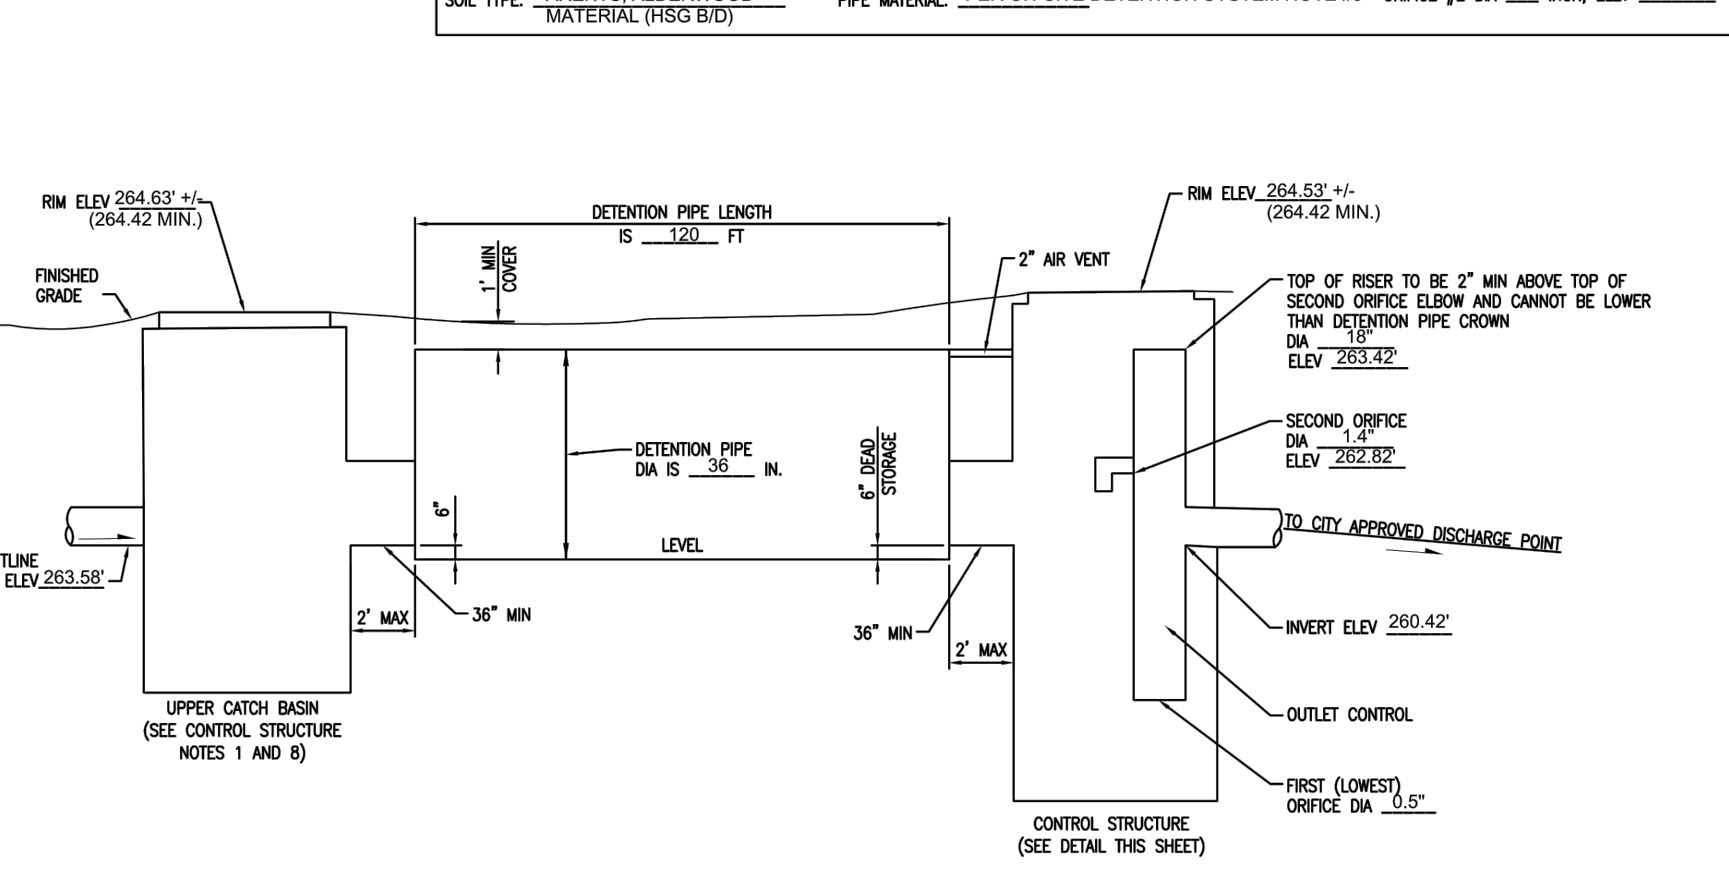 SOIL TYPE:
MATERIAL (HSG B/D)
PIPE MATERIAL:
RIM ELEV 264.63' +/-
(264.42 MIN.)
FINISHED
GRADE
DETENTION PIPE LENGTH
IS 120 FT
1' MIN
COVER
2" AIR VENT
RIM ELEV 264.53' +/-
(264.42 MIN.)
TOP OF RISER TO BE 2" MIN ABOVE TOP OF
SECOND ORIFICE ELBOW AND CANNOT BE LOWER
THAN DETENTION PIPE CROWN
DIA 18"
ELEV 263.42'
DETENTION PIPE
DIA IS 36 IN.
6" DEAD
STORAGE
SECOND ORIFICE
DIA 1.4"
ELEV 262.82'
6"
LEVEL
TO CITY APPROVED DISCHARGE POINT
TLINE
ELEV 263.58'
2' MAX
36" MIN
36" MIN
2' MAX
INVERT ELEV 260.42'
UPPER CATCH BASIN
(SEE CONTROL STRUCTURE
NOTES 1 AND 8)
OUTLET CONTROL
FIRST (LOWEST)
ORIFICE DIA 0.5"
CONTROL STRUCTURE
(SEE DETAIL THIS SHEET)